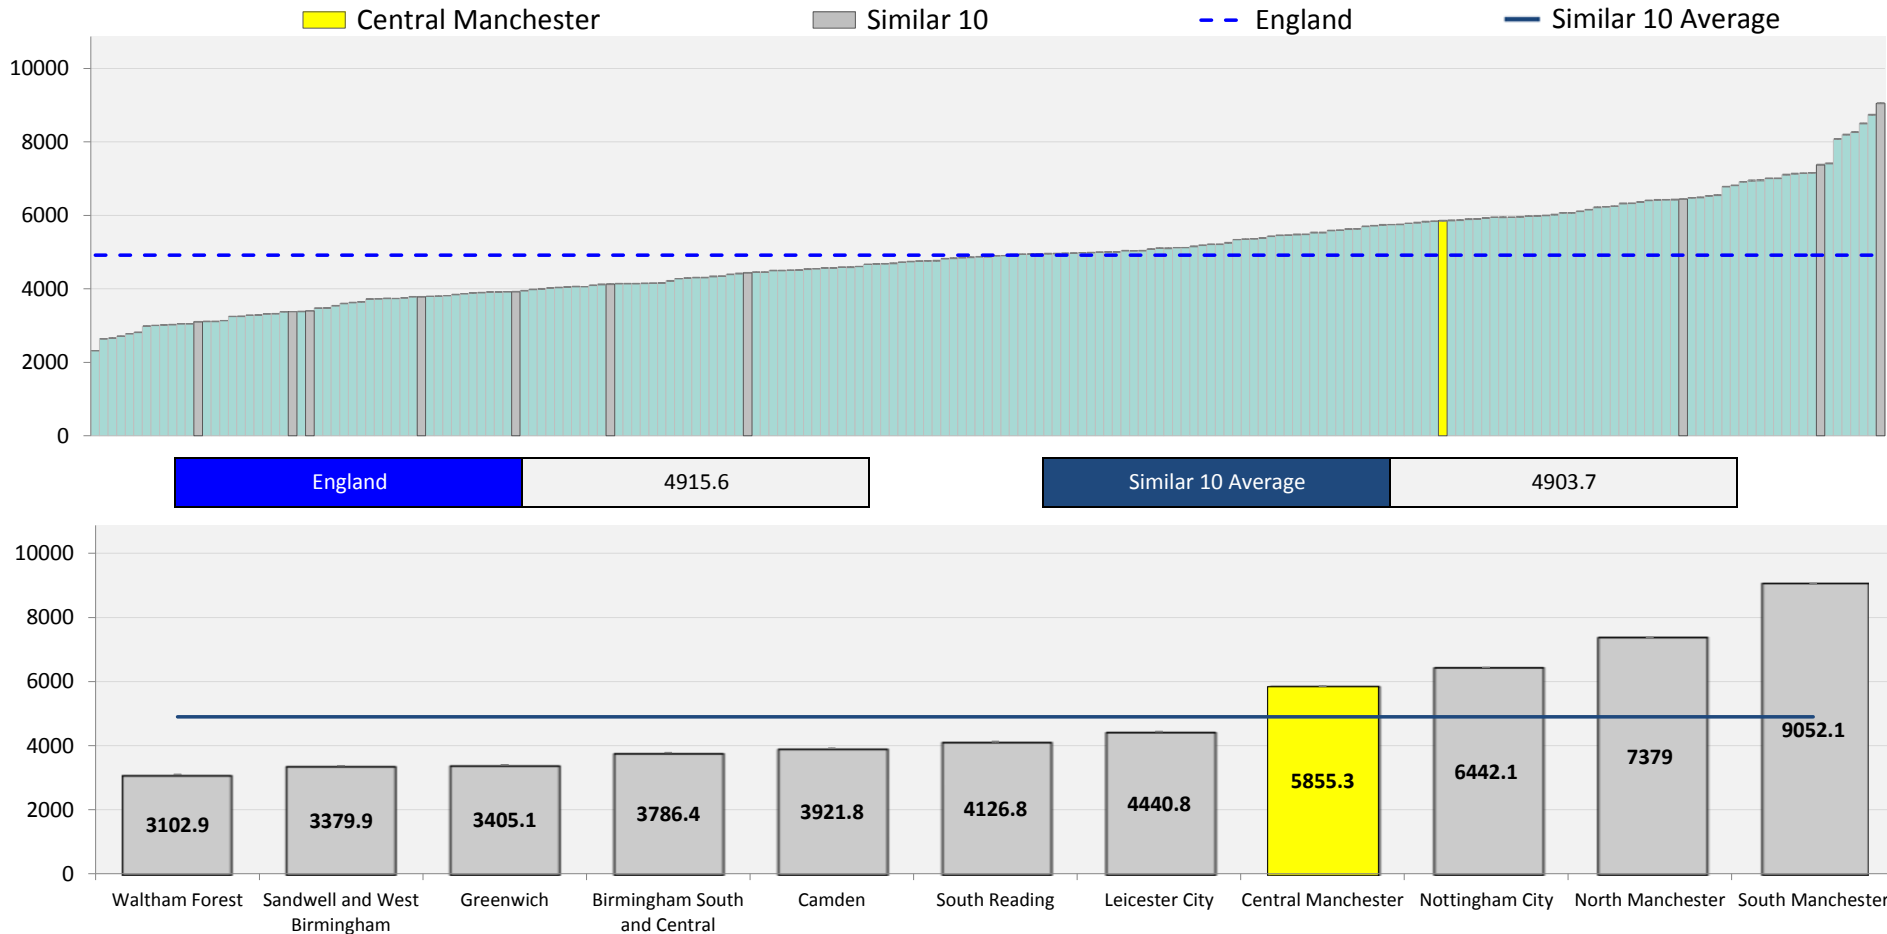 Central Manchester
Similar 10
England
Similar 10 Average
10000
8000
6000
4000
2000
0
England
4915.6
Similar 10 Average
4903.7
10000
8000
6000
4000
2000
0
3102.9
3379.9
3405.1
3786.4
3921.8
4126.8
4440.8
5855.3
6442.1
7379
9052.1
Waltham Forest
Sandwell and West
Birmingham
Greenwich
Birmingham South
and Central
Camden
South Reading
Leicester City
Central Manchester
Nottingham City
North Manchester
South Manchester